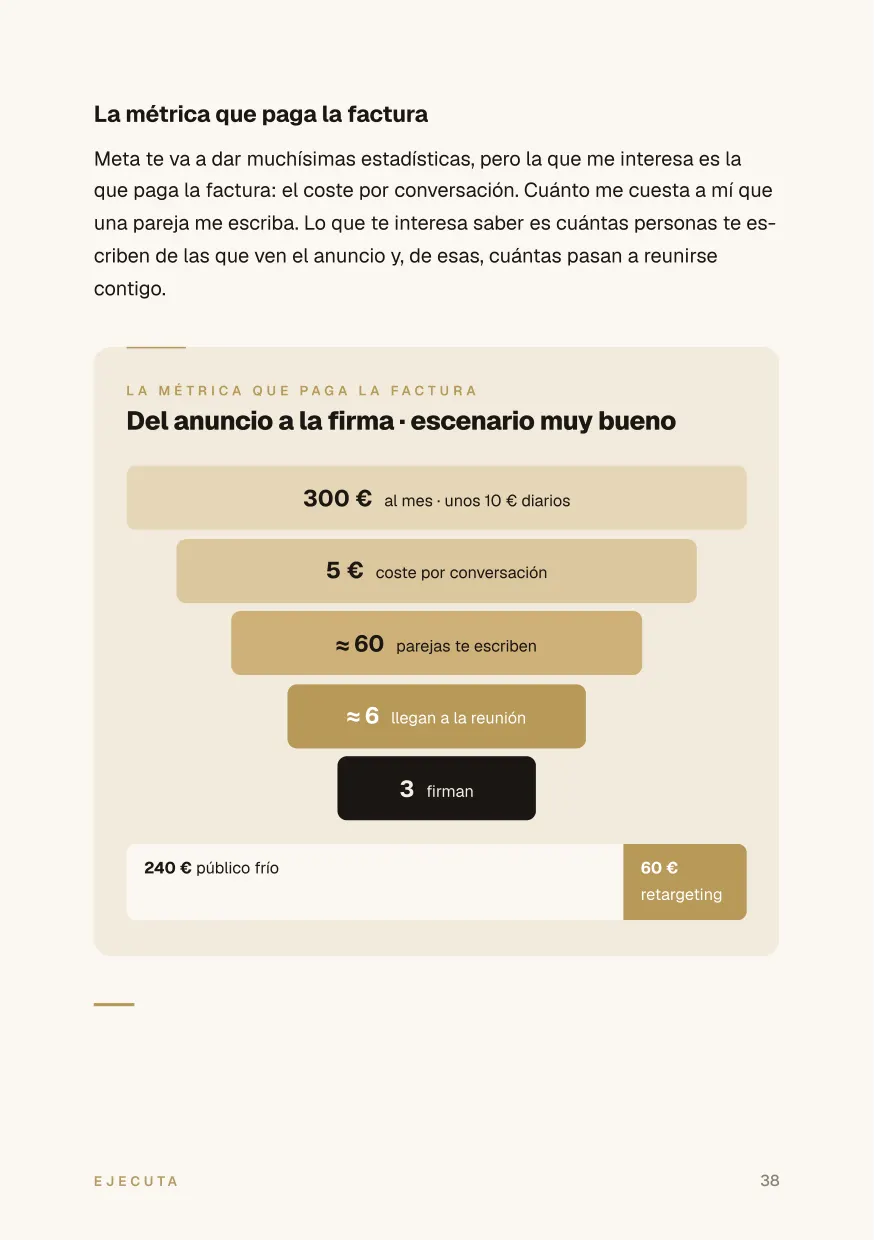 La métrica que paga la factura
Meta te va a dar muchísimas estadísticas, pero la que me interesa es la
que paga la factura: el coste por conversación. Cuánto me cuesta a mí que
una pareja me escriba. Lo que te interesa saber es cuántas personas te es-
criben de las que ven el anuncio y, de esas, cuántas pasan a reunirse
contigo.
LA MÉTRICA QUE PAGA LA FACTURA
Del anuncio a la firma · escenario muy bueno
300 € al mes · unos 10 € diarios
5 € coste por conversación
≈ 60 parejas te escriben
≈ 6 llegan a la reunión
3 firman
240 € público frío
60 €
retargeting
EJECUTA
38